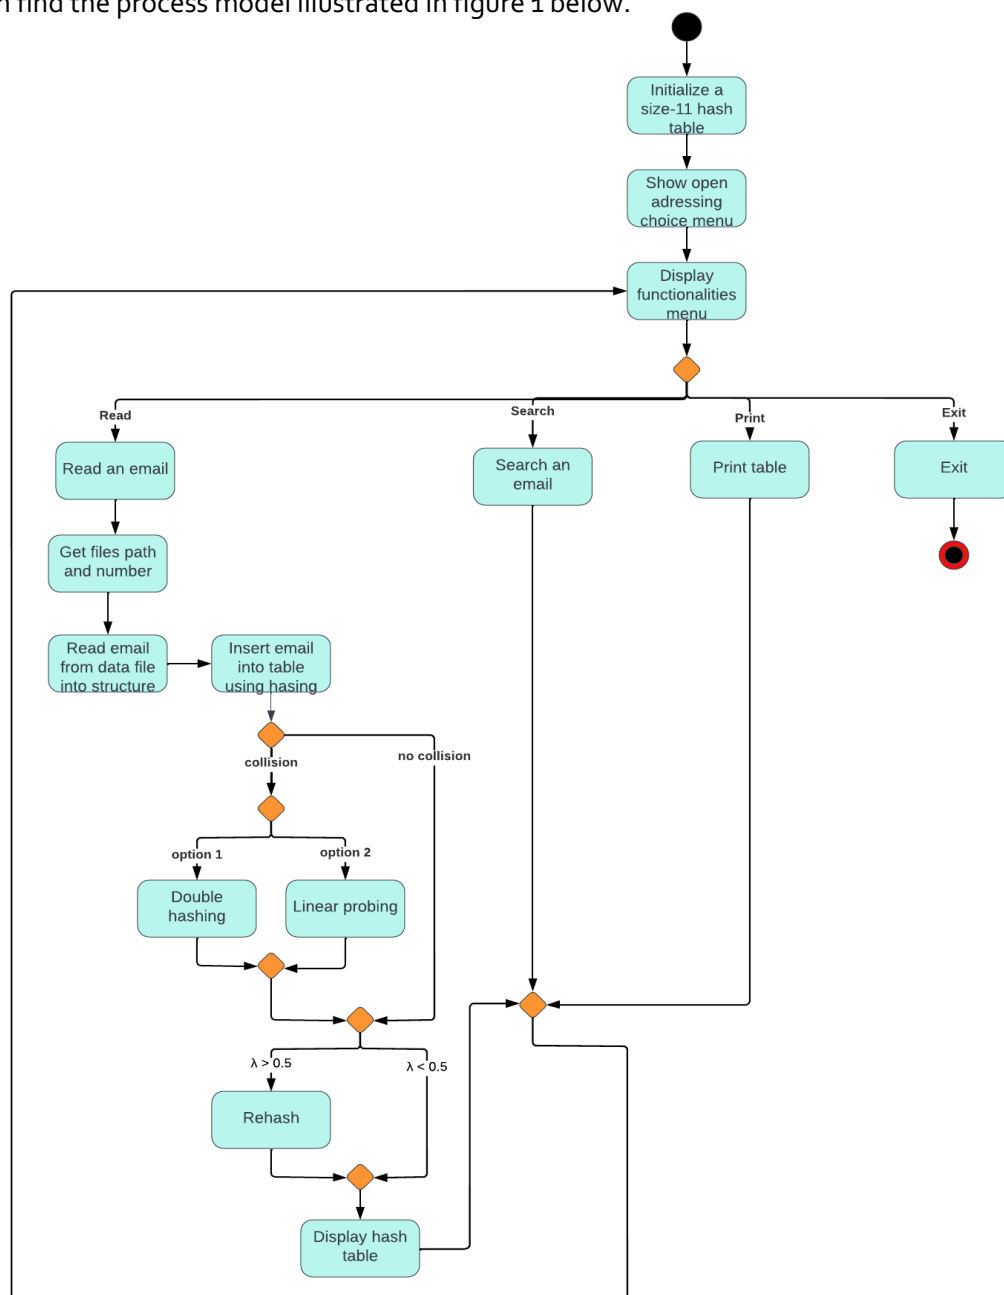 find the process model illustrated in figure 1 below.
Initialize a
size-11 hash
table
Show open
adressing
choice menu
Display
functionalities
menu
Read
Search
Print
Exit
Read an email
Search an
email
Print table
Exit
Get files path
and number
Read email
from data file
into structure
Insert email
into table
using hasing
collision
no collision
option 1
option 2
Double
hashing
Linear probing
λ > 0.5
λ < 0.5
Rehash
Display hash
table